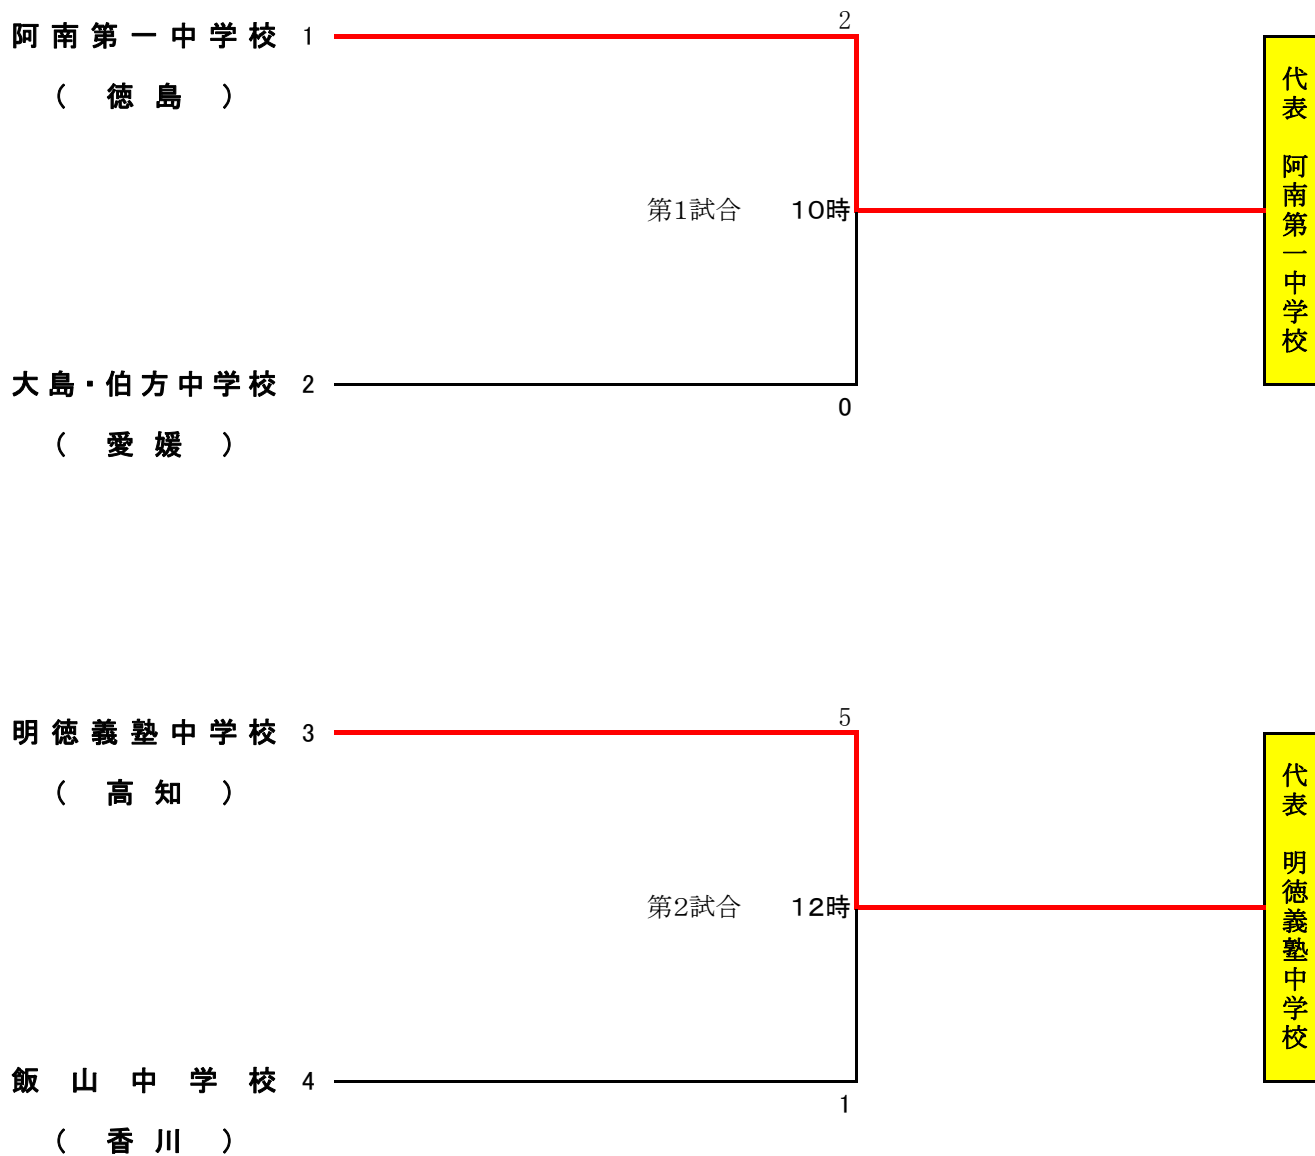 阿南第一中学校 1
2
(徳島)
第1試合 10時
代表 阿南第一中学校
大島・伯方中学校 2
0
(愛媛)
明徳義塾中学校 3
5
(高知)
第2試合 12時
代表 明徳義塾中学校
飯山中学校 4
1
(香川)